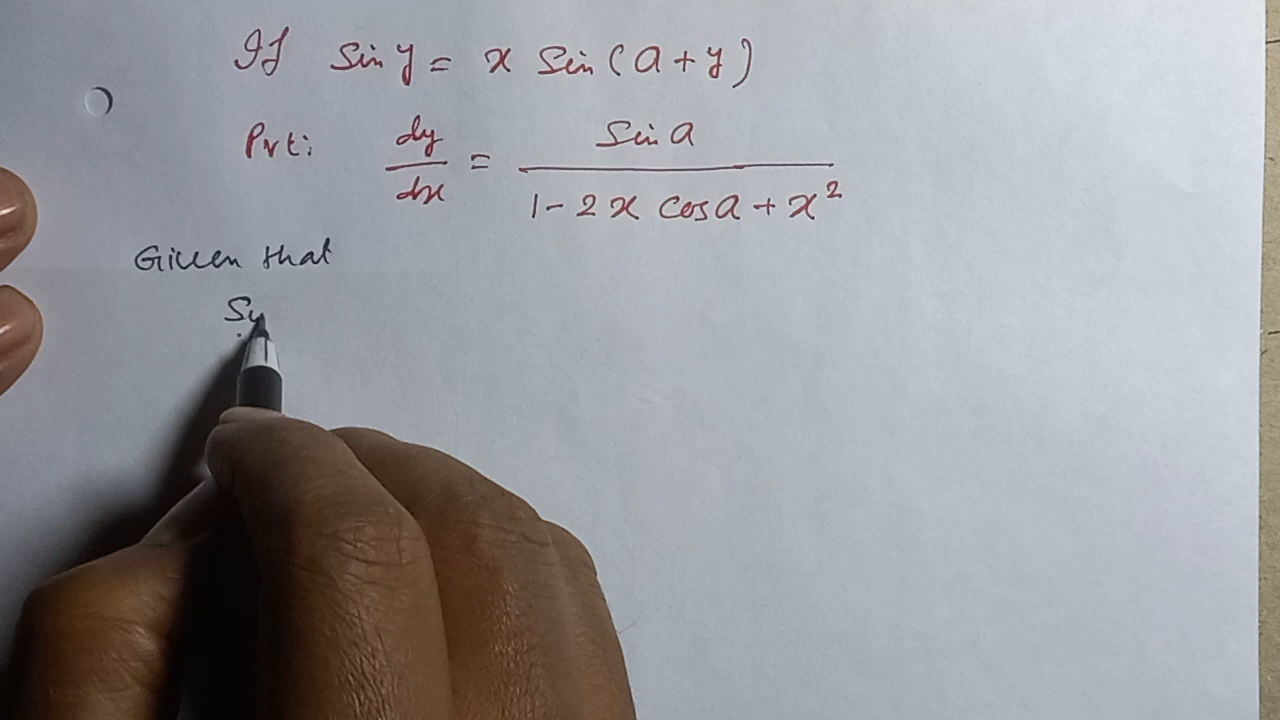 If Sin y = x Sin (a + y)
Prt: dy/dx = Sin a / 1 - 2x Cos a + x²
Given that